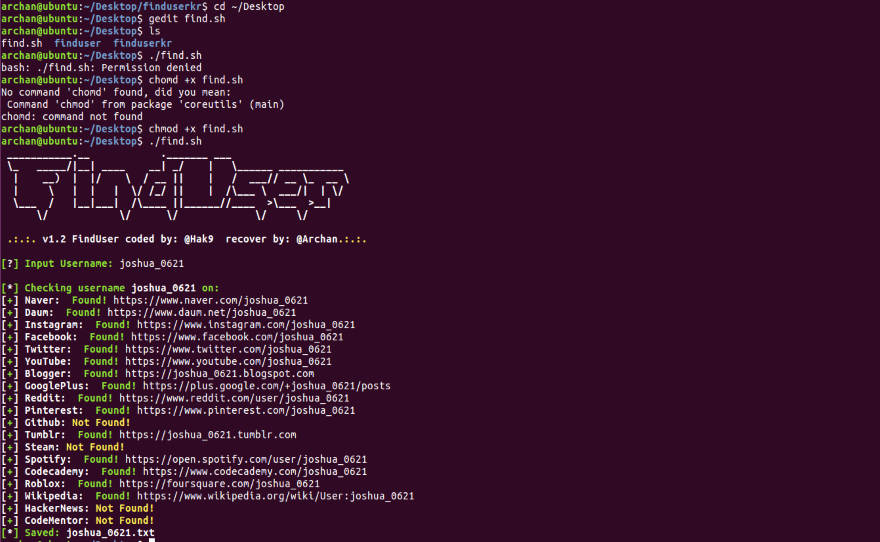 archan@ubuntu:~/Desktop/finduserkr$ cd ~/Desktop
archan@ubuntu:~/Desktop$ gedit find.sh
archan@ubuntu:~/Desktop$ ls
find.sh finduser finduserkr
archan@ubuntu:~/Desktop$ ./find.sh
bash: ./find.sh: Permission denied
archan@ubuntu:~/Desktop$ chomd +x find.sh
No command 'chomd' found, did you mean:
Command 'chmod' from package 'coreutils' (main)
chomd: command not found
archan@ubuntu:~/Desktop$ chmod +x find.sh
archan@ubuntu:~/Desktop$ ./find.sh
FindUser
.:.:. v1.2 FindUser coded by: @Hak9 recover by: @Archan.:.:.
[?] Input Username: joshua_0621
[*] Checking username joshua_0621 on:
[+] Naver: Found! https://www.naver.com/joshua_0621
[+] Daum: Found! https://www.daum.net/joshua_0621
[+] Instagram: Found! https://www.instagram.com/joshua_0621
[+] Facebook: Found! https://www.facebook.com/joshua_0621
[+] Twitter: Found! https://www.twitter.com/joshua_0621
[+] YouTube: Found! https://www.youtube.com/joshua_0621
[+] Blogger: Found! https://joshua_0621.blogspot.com
[+] GooglePlus: Found! https://plus.google.com/+joshua_0621/posts
[+] Reddit: Found! https://www.reddit.com/user/joshua_0621
[+] Pinterest: Found! https://www.pinterest.com/joshua_0621
[+] Github: Not Found!
[+] Tumblr: Found! https://joshua_0621.tumblr.com
[+] Steam: Not Found!
[+] Spotify: Found! https://open.spotify.com/user/joshua_0621
[+] Codecademy: Found! https://www.codecademy.com/joshua_0621
[+] Roblox: Found! https://foursquare.com/joshua_0621
[+] Wikipedia: Found! https://www.wikipedia.org/wiki/User:joshua_0621
[+] HackerNews: Not Found!
[+] CodeMentor: Not Found!
[*] Saved: joshua_0621.txt